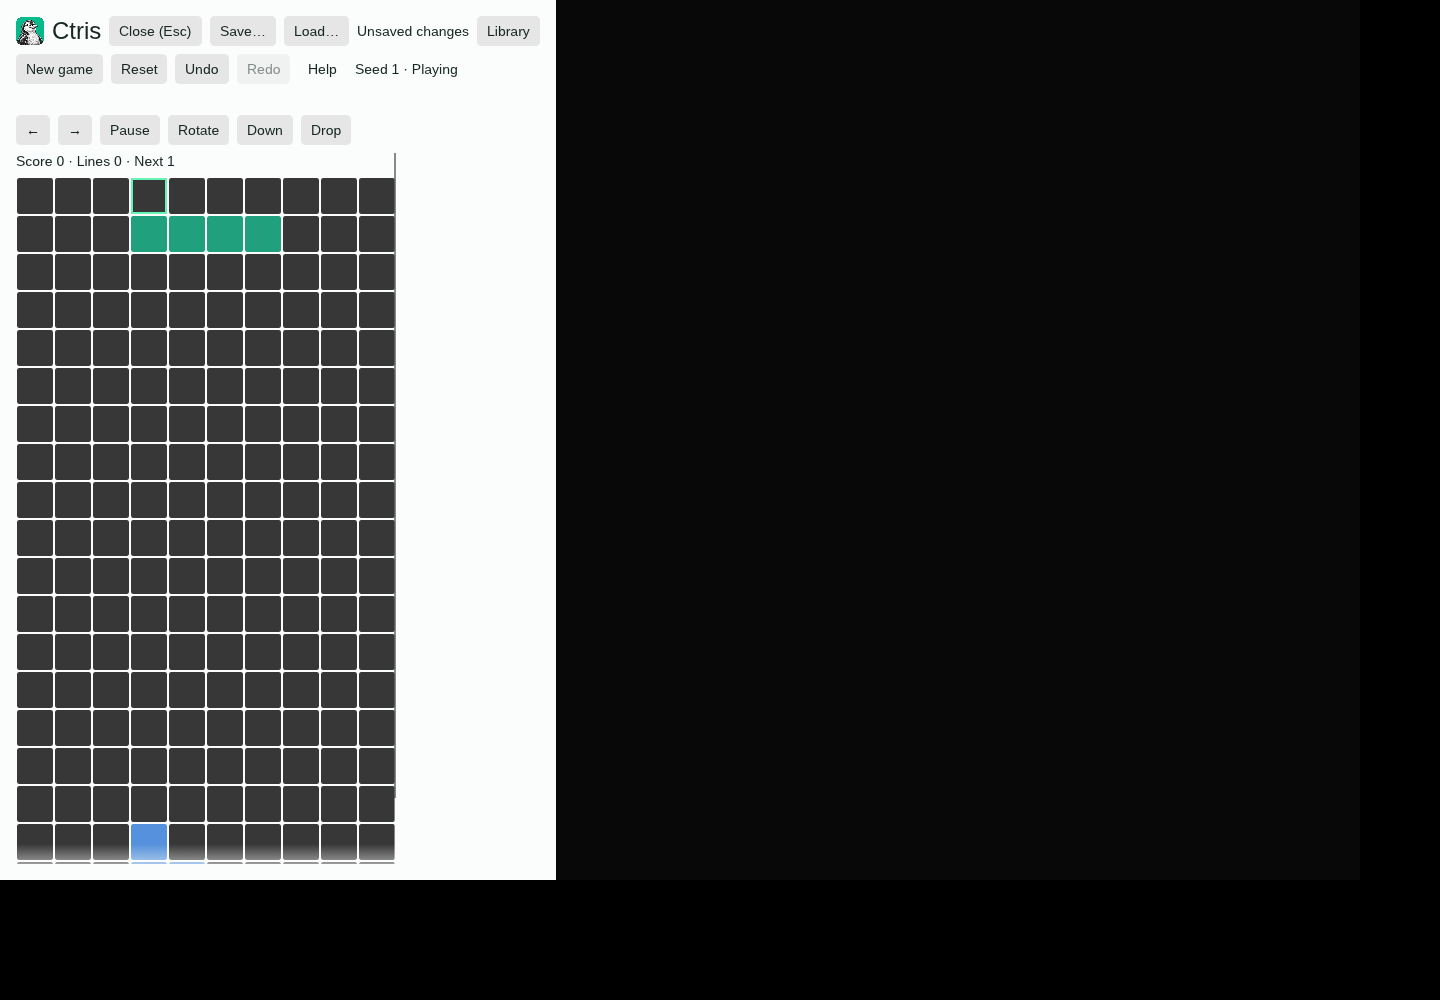 Ctris Close (Esc) Save… Load… Unsaved changes Library
New game Reset Undo Redo Help Seed 1 · Playing
← → Pause Rotate Down Drop
Score 0 · Lines 0 · Next 1